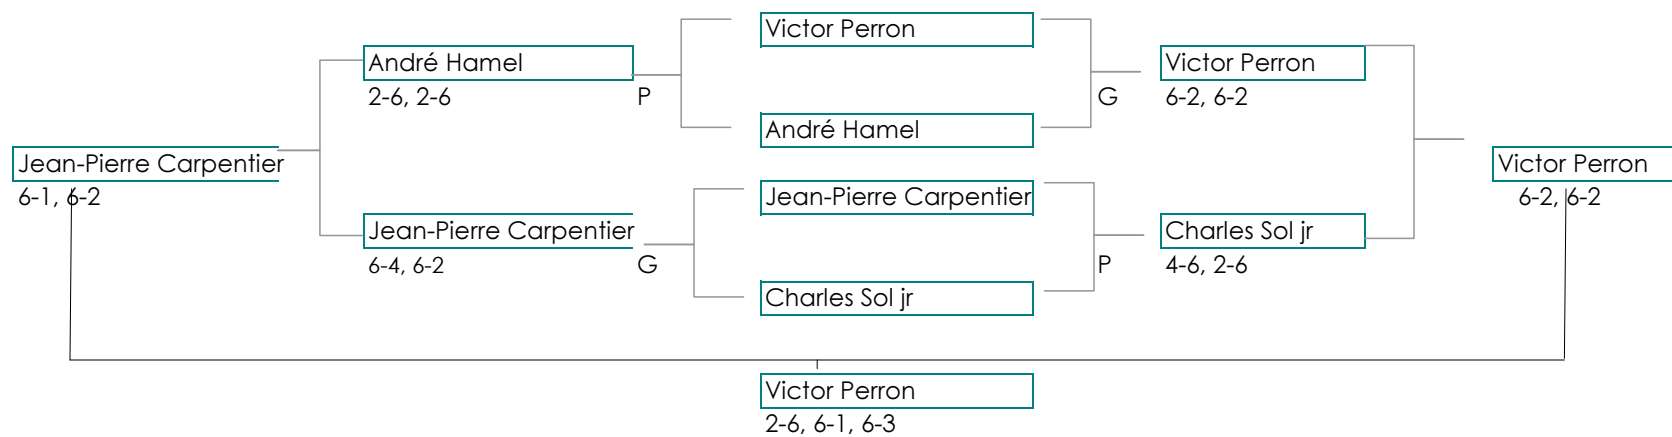 Victor Perron
André Hamel
Victor Perron
2-6, 2-6
P
G
6-2, 6-2
André Hamel
Jean-Pierre Carpentier
Victor Perron
6-1, 6-2
Jean-Pierre Carpentier
6-2, 6-2
Jean-Pierre Carpentier
Charles Sol jr
6-4, 6-2
G
P
4-6, 2-6
Charles Sol jr
Victor Perron
2-6, 6-1, 6-3